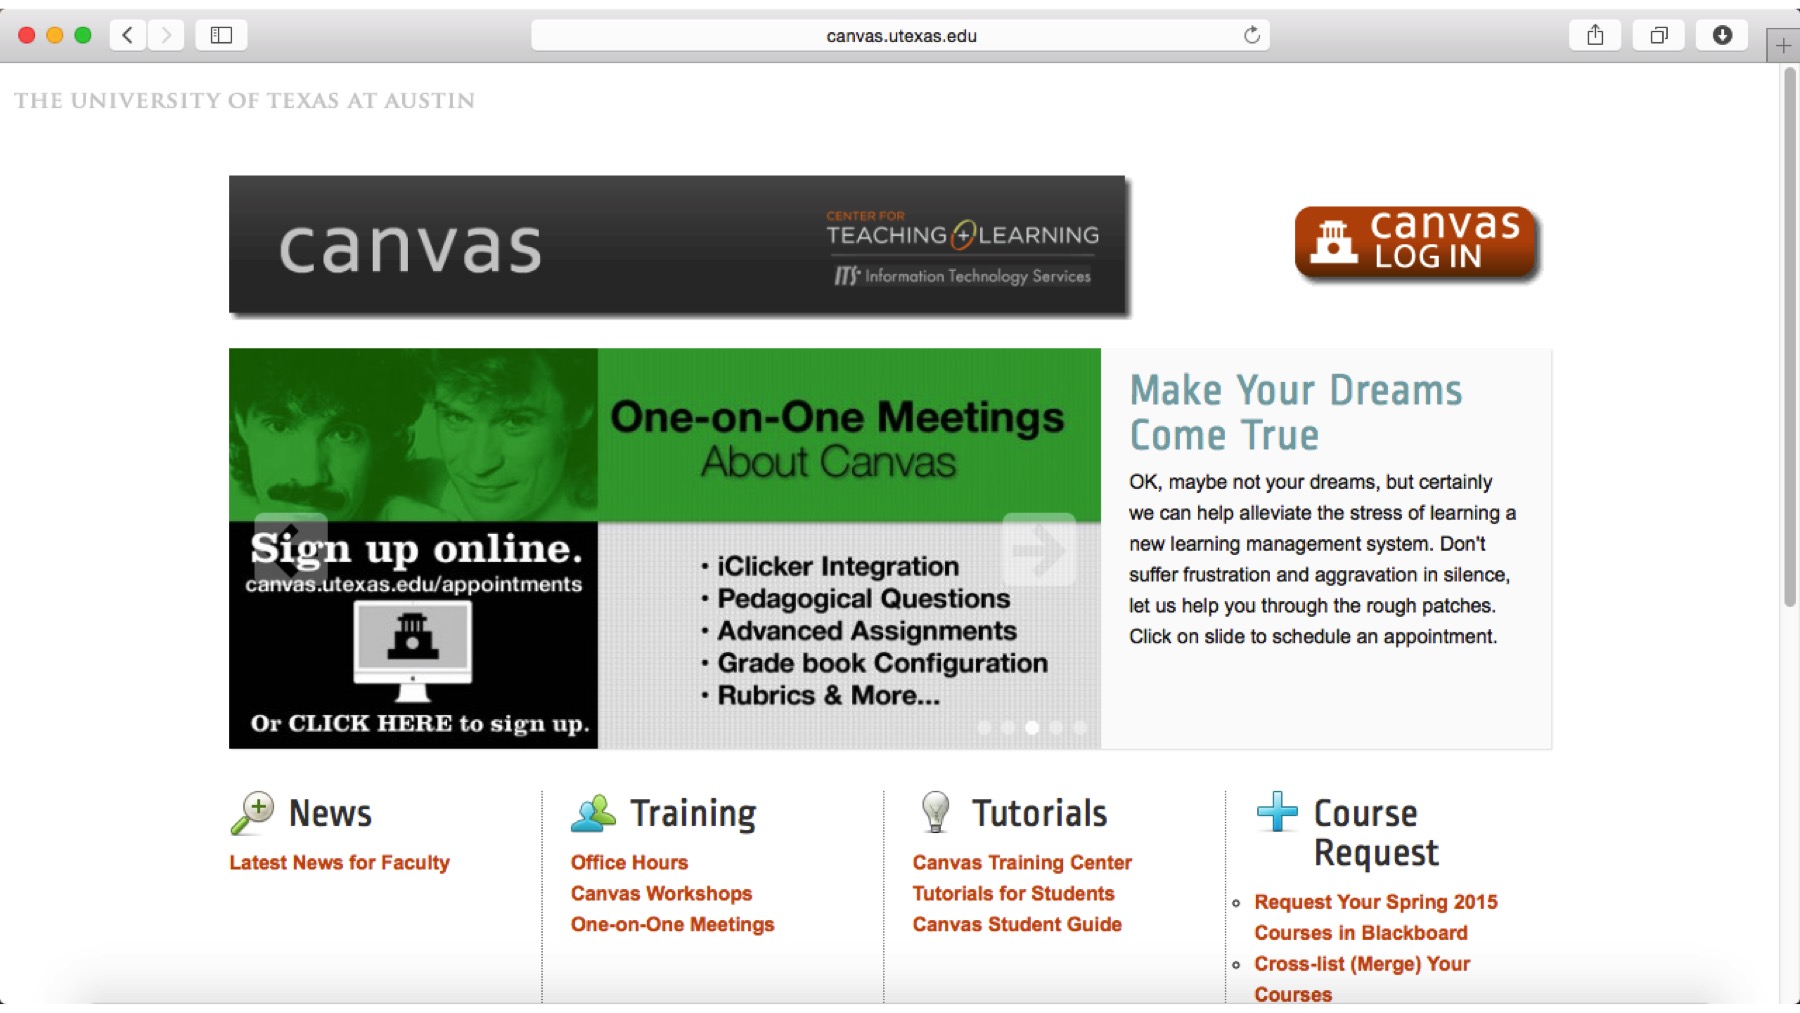 canvas.utexas.edu
THE UNIVERSITY OF TEXAS AT AUSTIN
canvas
CENTER FOR
TEACHING + LEARNING
ITS Information Technology Services
canvas
LOG IN
One-on-One Meetings
About Canvas
Sign up online.
canvas.utexas.edu/appointments
Or CLICK HERE to sign up.
• iClicker Integration
• Pedagogical Questions
• Advanced Assignments
• Grade book Configuration
• Rubrics & More...
Make Your Dreams
Come True
OK, maybe not your dreams, but certainly
we can help alleviate the stress of learning a
new learning management system. Don't
suffer frustration and aggravation in silence,
let us help you through the rough patches.
Click on slide to schedule an appointment.
News
Latest News for Faculty
Training
Office Hours
Canvas Workshops
One-on-One Meetings
Tutorials
Canvas Training Center
Tutorials for Students
Canvas Student Guide
Course
Request
Request Your Spring 2015
Courses in Blackboard
Cross-list (Merge) Your
Courses